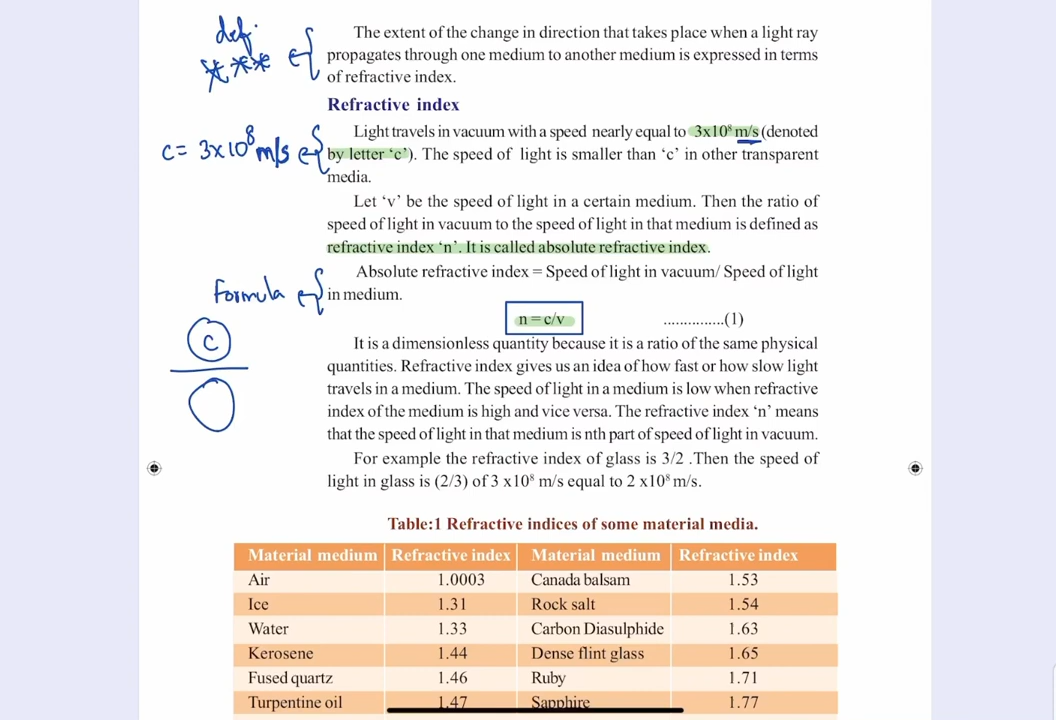 def.
***
The extent of the change in direction that takes place when a light ray
propagates through one medium to another medium is expressed in terms
of refractive index.
Refractive index
Light travels in vacuum with a speed nearly equal to 3x10⁸ m/s (denoted
by letter ‘c’). The speed of light is smaller than ‘c’ in other transparent
media.
c = 3x10⁸ m/s
Let ‘v’ be the speed of light in a certain medium. Then the ratio of
speed of light in vacuum to the speed of light in that medium is defined as
refractive index ‘n’. It is called absolute refractive index.
Absolute refractive index = Speed of light in vacuum/ Speed of light
in medium.
Formula
n = c/v ...............(1)
c
It is a dimensionless quantity because it is a ratio of the same physical
quantities. Refractive index gives us an idea of how fast or how slow light
travels in a medium. The speed of light in a medium is low when refractive
index of the medium is high and vice versa. The refractive index ‘n’ means
that the speed of light in that medium is nth part of speed of light in vacuum.
For example the refractive index of glass is 3/2 .Then the speed of
light in glass is (2/3) of 3 x10⁸ m/s equal to 2 x10⁸ m/s.
Table:1 Refractive indices of some material media.
Material medium Refractive index Material medium Refractive index
Air 1.0003 Canada balsam 1.53
Ice 1.31 Rock salt 1.54
Water 1.33 Carbon Diasulphide 1.63
Kerosene 1.44 Dense flint glass 1.65
Fused quartz 1.46 Ruby 1.71
Turpentine oil 1.47 Sapphire 1.77